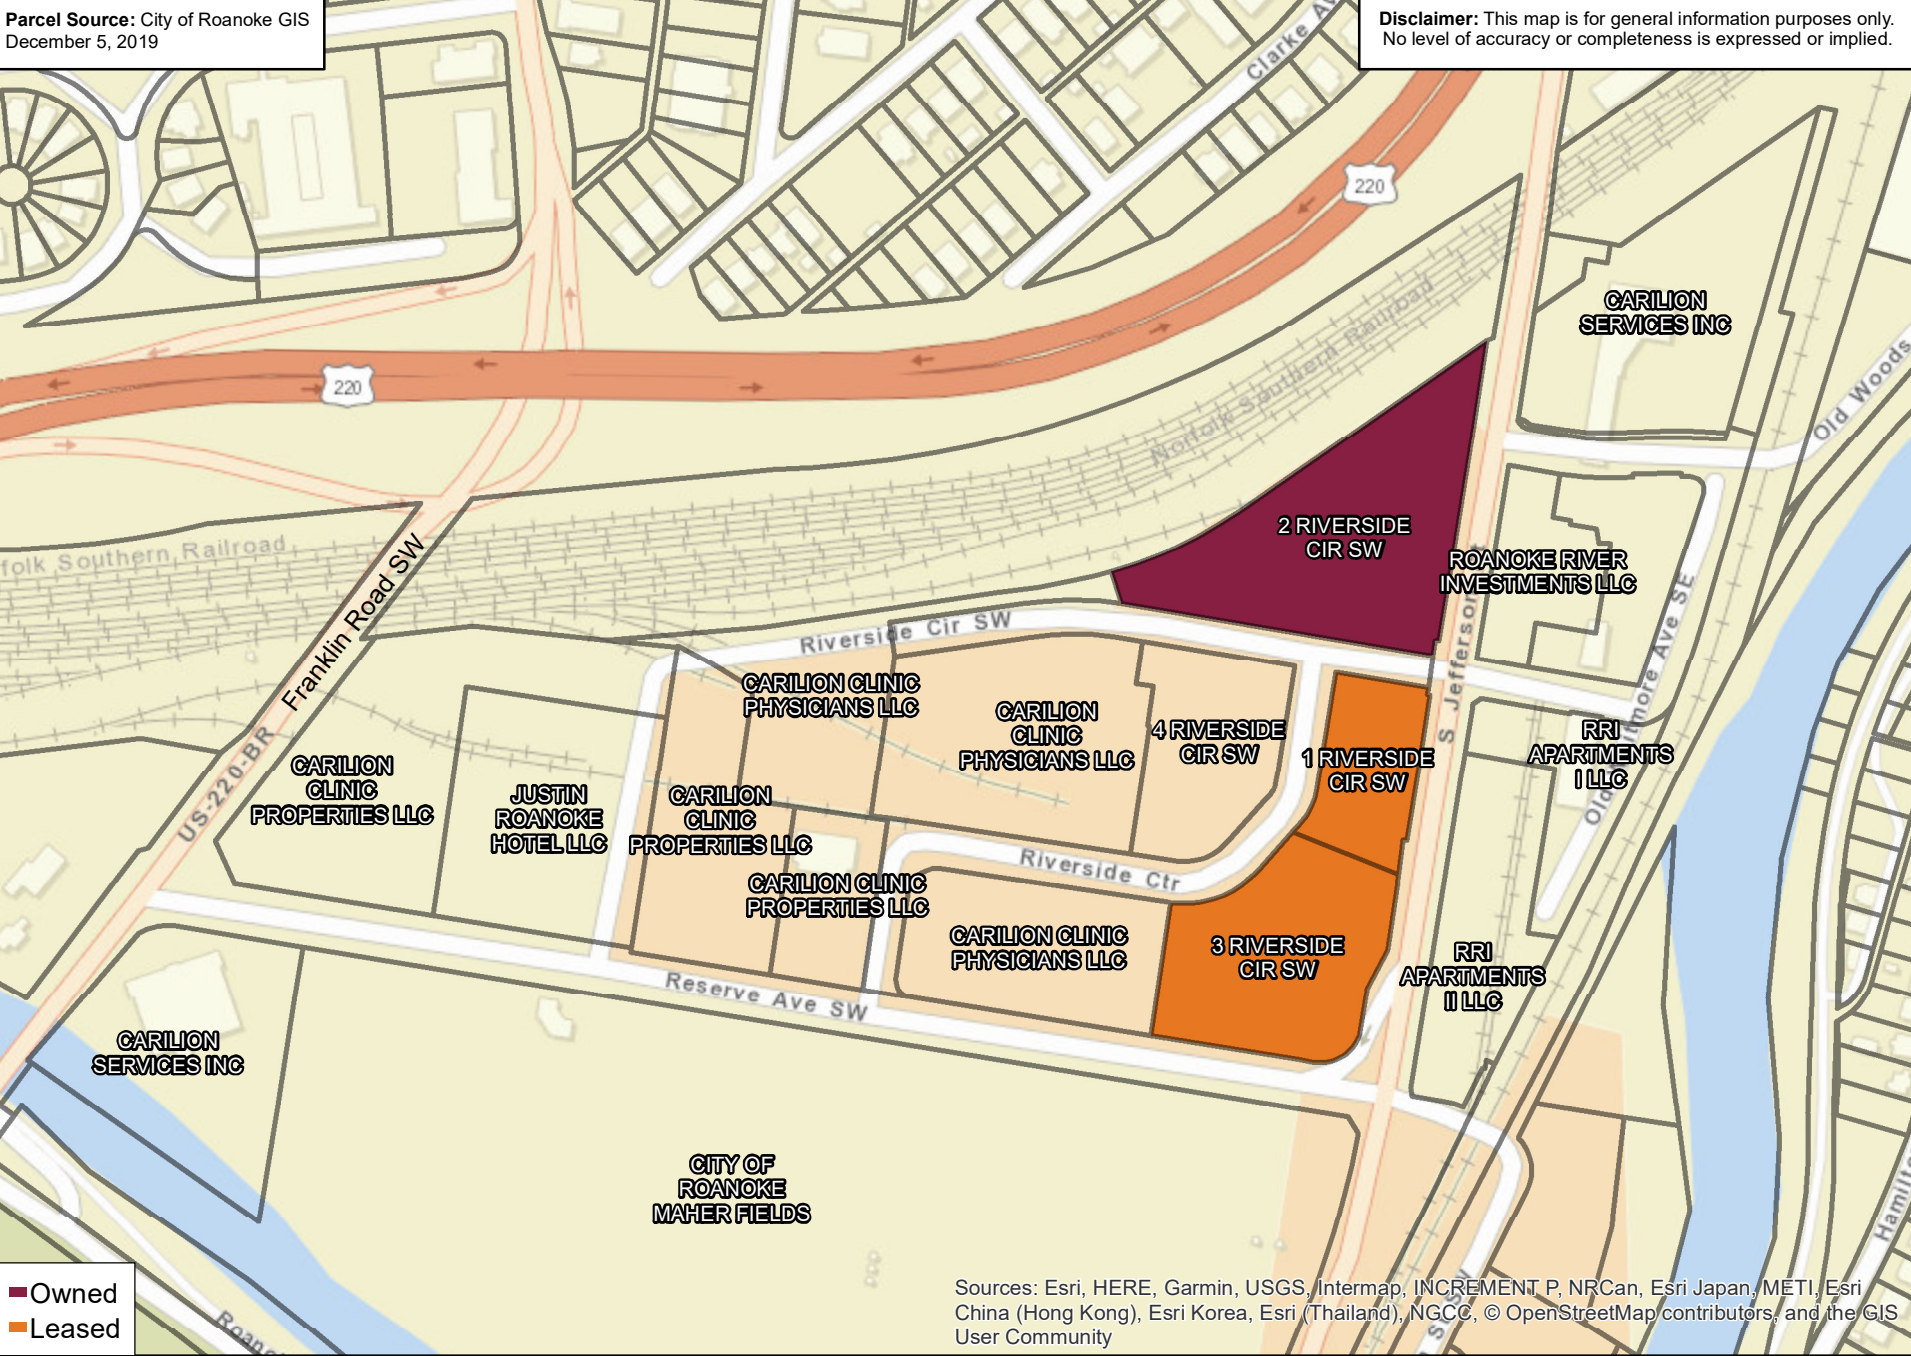 Parcel Source: City of Roanoke GIS
December 5, 2019
Disclaimer: This map is for general information purposes only.
No level of accuracy or completeness is expressed or implied.
Clarke Av
220
220
CARILION
SERVICES INC
Norfolk Southern Railroad
Old Woods
folk Southern Railroad
Franklin Road SW
US-220-BR
2 RIVERSIDE
CIR SW
ROANOKE RIVER
INVESTMENTS LLC
Riverside Cir SW
S Jefferson
CARILION CLINIC
PHYSICIANS LLC
CARILION
CLINIC
PHYSICIANS LLC
4 RIVERSIDE
CIR SW
1 RIVERSIDE
CIR SW
RRI
APARTMENTS
I LLC
CARILION
CLINIC
PROPERTIES LLC
JUSTIN
ROANOKE
HOTEL LLC
CARILION
CLINIC
PROPERTIES LLC
CARILION CLINIC
PROPERTIES LLC
Riverside Ctr
CARILION CLINIC
PHYSICIANS LLC
3 RIVERSIDE
CIR SW
RRI
APARTMENTS
II LLC
Reserve Ave SW
CARILION
SERVICES INC
CITY OF
ROANOKE
MAHER FIELDS
Owned
Leased
Sources: Esri, HERE, Garmin, USGS, Intermap, INCREMENT P, NRCan, Esri Japan, METI, Esri
China (Hong Kong), Esri Korea, Esri (Thailand), NGCC, © OpenStreetMap contributors, and the GIS
User Community